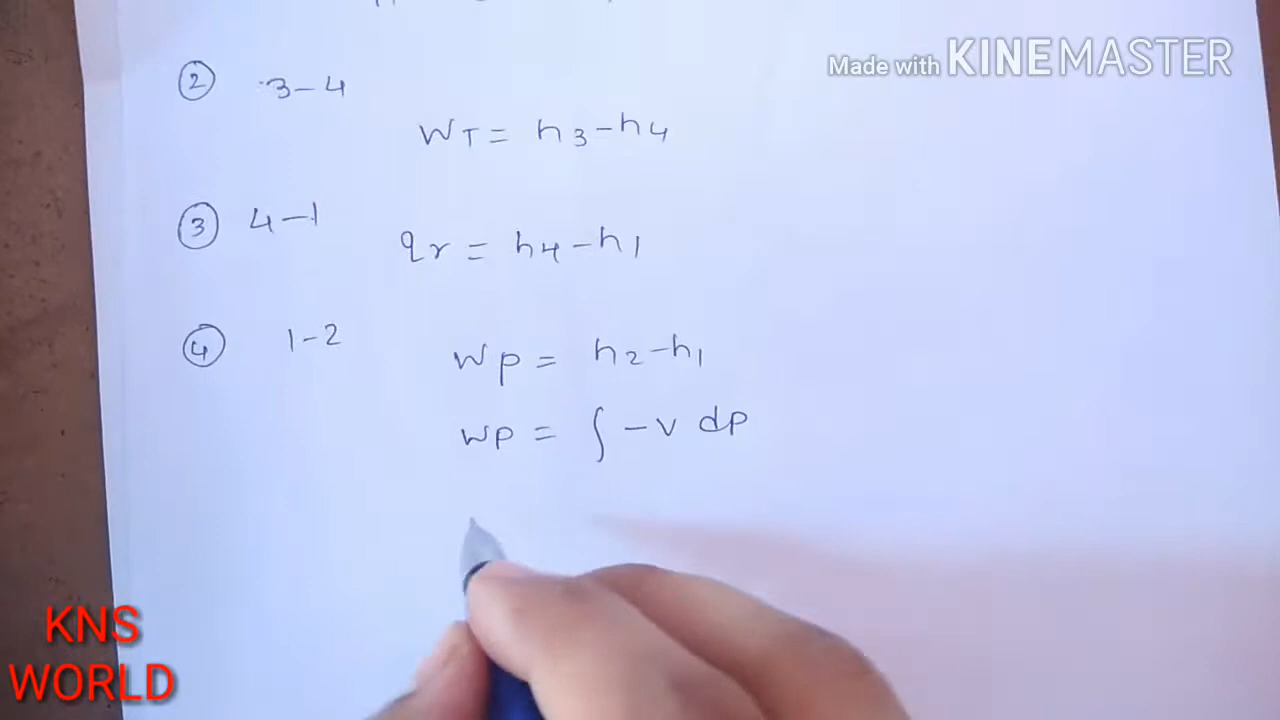 Made with KINEMASTER
② 3-4
WT = h3-h4
③ 4-1
qr = h4-h1
④ 1-2
Wp = h2-h1
WP = ∫ -v dp
KNS
WORLD